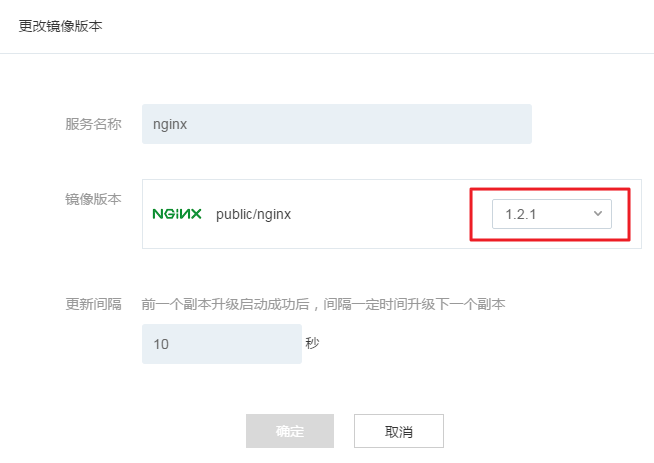 更改镜像版本
服务名称 nginx
镜像版本 NGINX public/nginx 1.2.1
更新间隔 前一个副本升级启动成功后，间隔一定时间升级下一个副本
10 秒
确定 取消